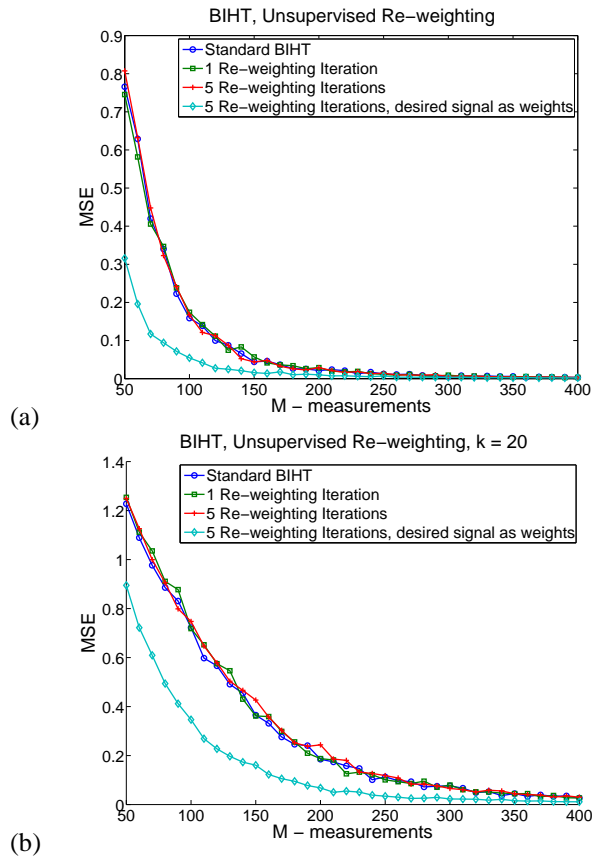 BIHT, Unsupervised Re-weighting
0.9
0.8
0.7
0.6
0.5
0.4
0.3
0.2
0.1
0
MSE
Standard BIHT
1 Re-weighting Iteration
5 Re-weighting Iterations
5 Re-weighting Iterations, desired signal as weights
50 100 150 200 250 300 350 400
M - measurements
(a)
BIHT, Unsupervised Re-weighting, k = 20
1.4
1.2
1
0.8
0.6
0.4
0.2
0
MSE
Standard BIHT
1 Re-weighting Iteration
5 Re-weighting Iterations
5 Re-weighting Iterations, desired signal as weights
50 100 150 200 250 300 350 400
M - measurements
(b)